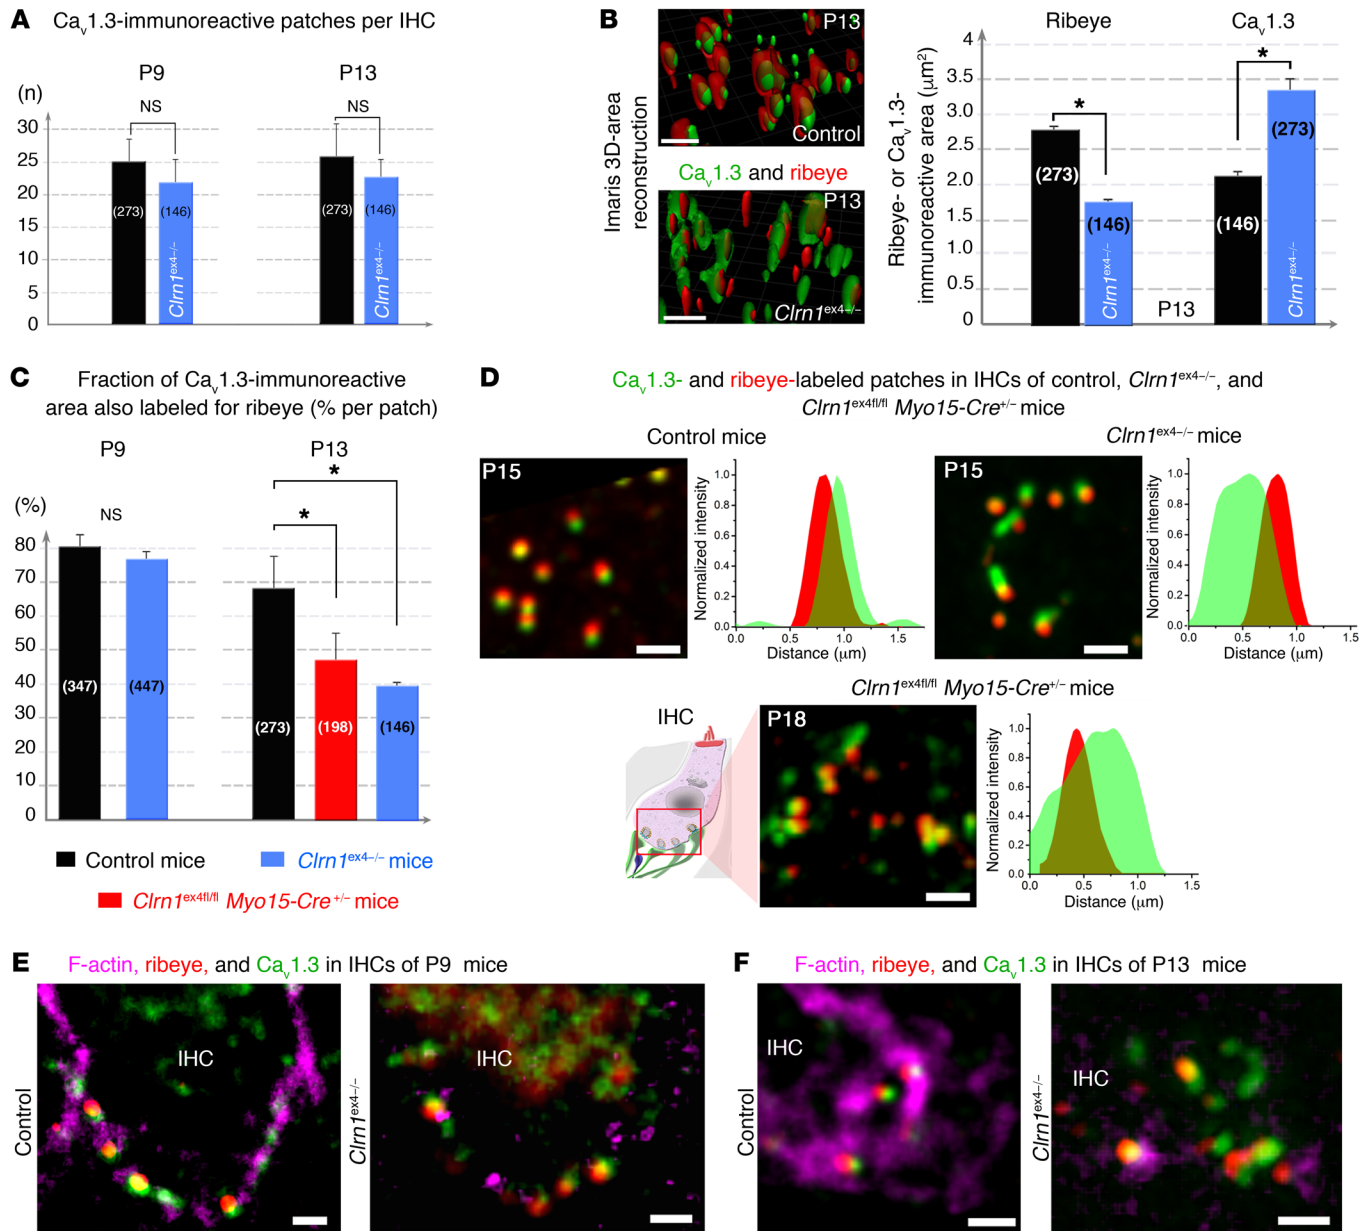 A Cav1.3-immunoreactive patches per IHC
P9 P13
(n)
NS NS
30
25
20
15
10
5
0
(273) (146) (273) (146)
Clrn1ex4–/– Clrn1ex4–/–
B
Imaris 3D-area
reconstruction
P13
Control
Cav1.3 and ribeye
P13
Clrn1ex4–/–
Ribeye Cav1.3
Ribeye- or Cav1.3-
immunoreactive area (μm2)
4
3.5
3.0
2.5
2.0
1.5
1.0
0.5
0
* *
(273) (146) (146) (273)
Clrn1ex4–/– P13 Clrn1ex4–/–
C Fraction of Cav1.3-immunoreactive
area also labeled for ribeye (% per patch)
P9 P13
(%)
NS * *
80
70
60
50
40
30
20
10
0
(347) (447) (273) (198) (146)
Control mice Clrn1ex4–/– mice
Clrn1ex4fl/fl Myo15-Cre+/– mice
D Cav1.3- and ribeye-labeled patches in IHCs of control, Clrn1ex4–/–, and
Clrn1ex4fl/fl Myo15-Cre+/– mice
Control mice
P15
Normalized intensity
1.0
0.8
0.6
0.4
0.2
0.0
0.0 0.5 1.0 1.5
Distance (μm)
Clrn1ex4–/– mice
P15
Normalized intensity
1.0
0.8
0.6
0.4
0.2
0.0
0.0 0.5 1.0 1.5
Distance (μm)
Clrn1ex4fl/fl Myo15-Cre+/– mice
IHC
P18
Normalized intensity
1.0
0.8
0.6
0.4
0.2
0.0
0.0 0.5 1.0 1.5
Distance (μm)
E F-actin, ribeye, and Cav1.3 in IHCs of P9 mice
Control
IHC
Clrn1ex4–/–
IHC
F F-actin, ribeye, and Cav1.3 in IHCs of P13 mice
Control
IHC
Clrn1ex4–/–
IHC